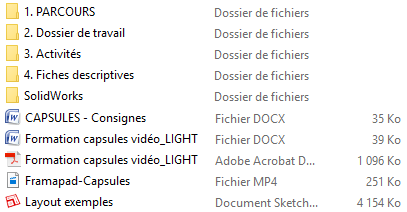 1. PARCOURS Dossier de fichiers
2. Dossier de travail Dossier de fichiers
3. Activités Dossier de fichiers
4. Fiches descriptives Dossier de fichiers
SolidWorks Dossier de fichiers
CAPSULES - Consignes Fichier DOCX 35 Ko
Formation capsules vidéo_LIGHT Fichier DOCX 39 Ko
Formation capsules vidéo_LIGHT Adobe Acrobat D... 1 096 Ko
Framapad-Capsules Fichier MP4 251 Ko
Layout exemples Document Sketch... 4 154 Ko